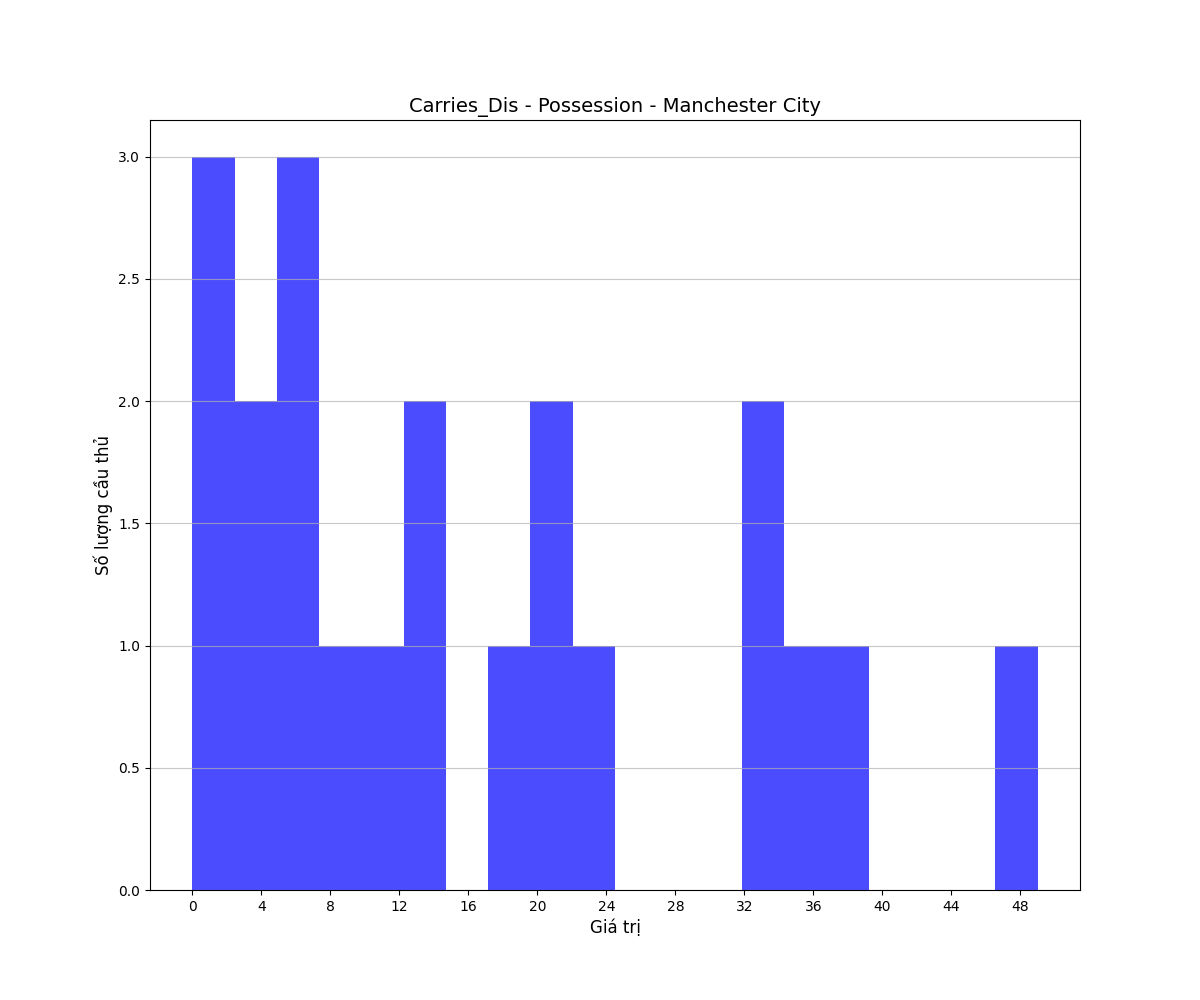 Carries_Dis - Possession - Manchester City
3.0
2.5
2.0
1.5
1.0
0.5
0.0
Số lượng cầu thủ
0 4 8 12 16 20 24 28 32 36 40 44 48
Giá trị